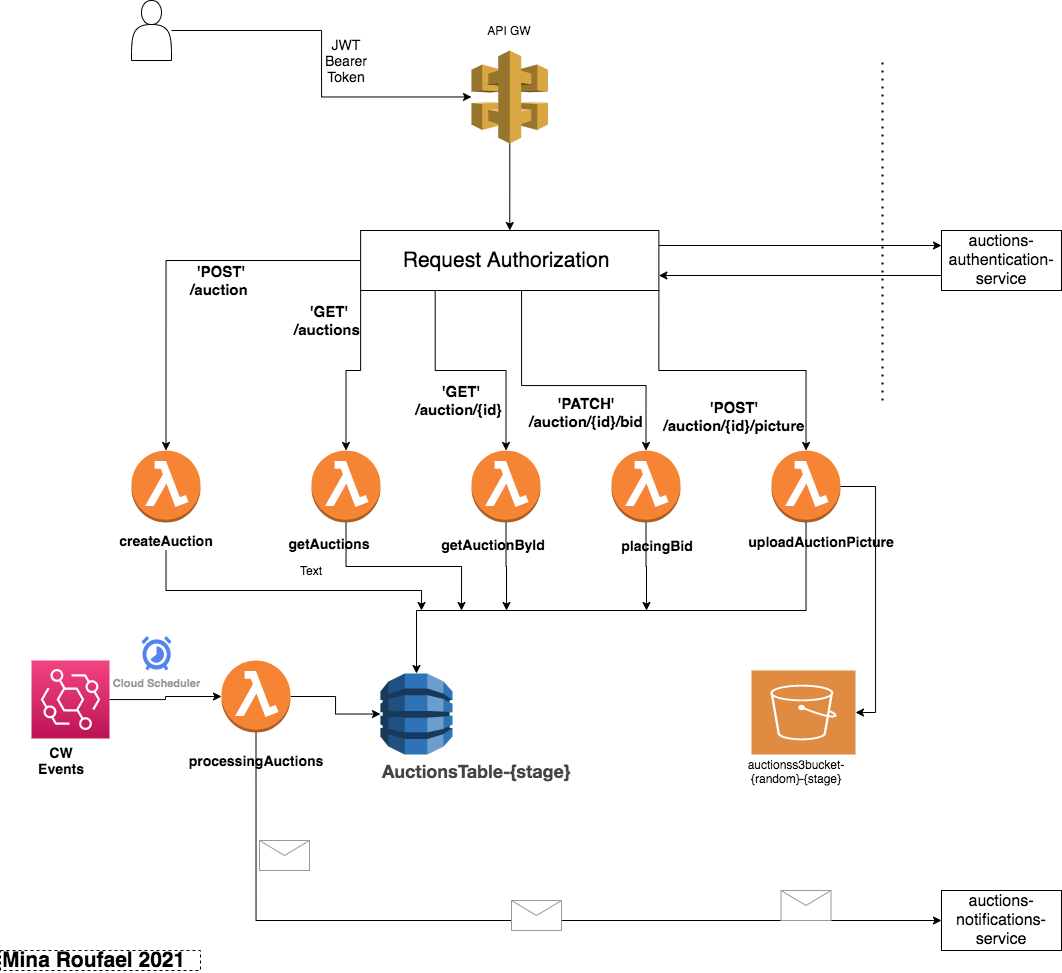 API GW
JWT
Bearer
Token
Request Authorization
auctions-
authentication-
service
'POST'
/auction
'GET'
/auctions
'GET'
/auction/{id}
'PATCH'
/auction/{id}/bid
'POST'
/auction/{id}/picture
createAuction
getAuctions
getAuctionById
placingBid
uploadAuctionPicture
Text
Cloud Scheduler
CW
Events
processingAuctions
AuctionsTable-{stage}
auctionss3bucket-
{random}-{stage}
auctions-
notifications-
service
Mina Roufael 2021